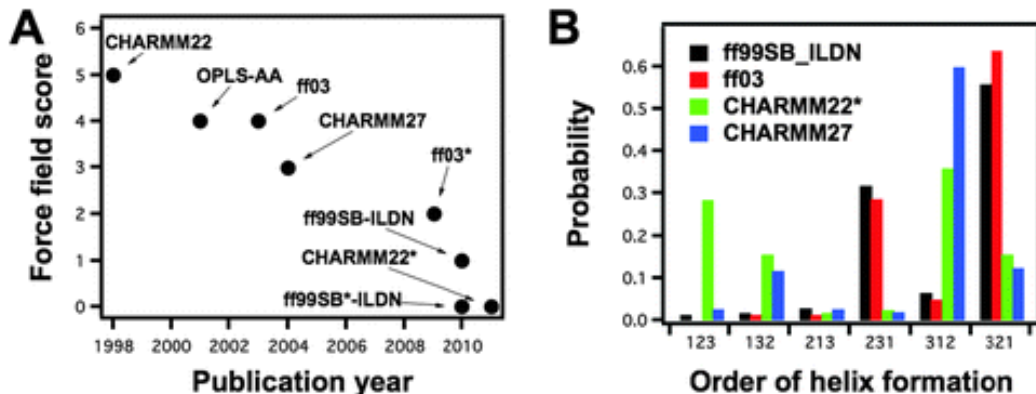 A
Force field score
6
5
4
3
2
1
0
CHARMM22
OPLS-AA
ff03
CHARMM27
ff03*
ff99SB-ILDN
CHARMM22*
ff99SB*-ILDN
1998 2000 2002 2004 2006 2008 2010
Publication year
B
Probability
0.6
0.5
0.4
0.3
0.2
0.1
0.0
ff99SB_ILDN
ff03
CHARMM22*
CHARMM27
123 132 213 231 312 321
Order of helix formation